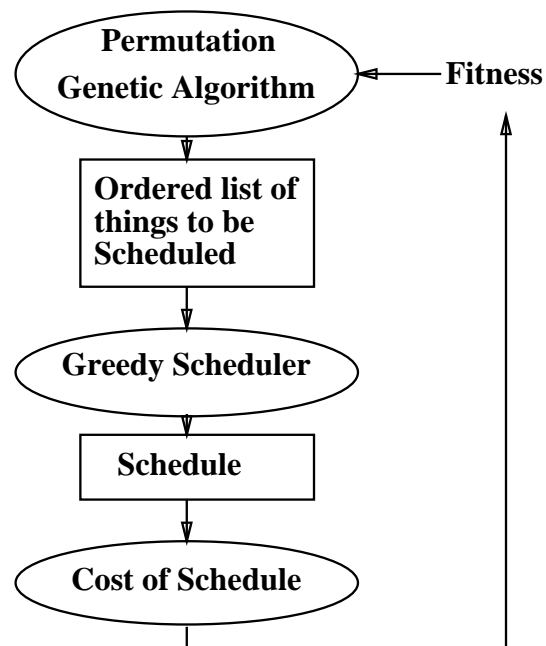 Permutation
Genetic Algorithm
Fitness
Ordered list of
things to be
Scheduled
Greedy Scheduler
Schedule
Cost of Schedule